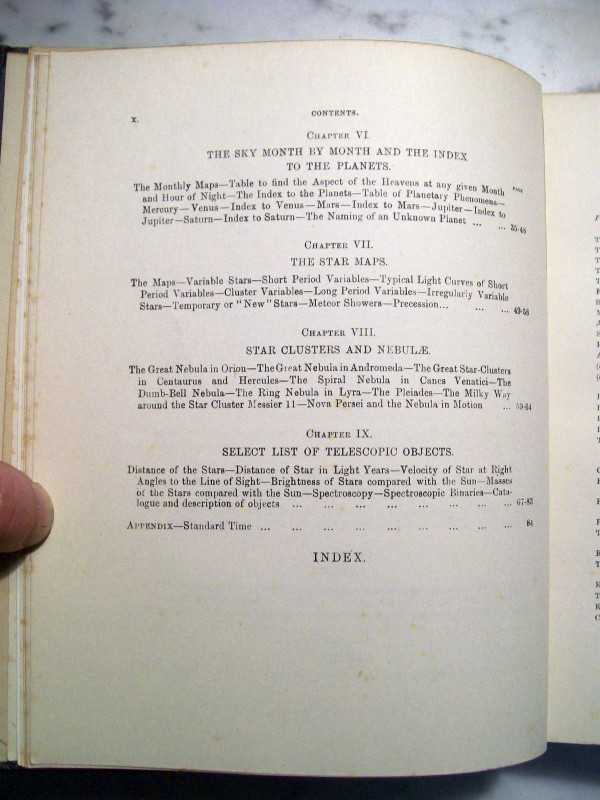 x.
CONTENTS.
CHAPTER VI.
THE SKY MONTH BY MONTH AND THE INDEX
TO THE PLANETS.
PAGE
The Monthly Maps—Table to find the Aspect of the Heavens at any given Month
and Hour of Night—The Index to the Planets—Table of Planetary Phenomena—
Mercury—Venus—Index to Venus—Mars—Index to Mars—Jupiter—Index to
Jupiter—Saturn—Index to Saturn—The Naming of an Unknown Planet ... ... 35-48
CHAPTER VII.
THE STAR MAPS.
The Maps—Variable Stars—Short Period Variables—Typical Light Curves of Short
Period Variables—Cluster Variables—Long Period Variables—Irregularly Variable
Stars—Temporary or "New" Stars—Meteor Showers—Precession... ... ... 49-58
CHAPTER VIII.
STAR CLUSTERS AND NEBULÆ.
The Great Nebula in Orion—The Great Nebula in Andromeda—The Great Star-Clusters
in Centaurus and Hercules—The Spiral Nebula in Canes Venatici—The
Dumb-Bell Nebula—The Ring Nebula in Lyra—The Pleiades—The Milky Way
around the Star Cluster Messier 11—Nova Persei and the Nebula in Motion ... 59-64
CHAPTER IX.
SELECT LIST OF TELESCOPIC OBJECTS.
Distance of the Stars—Distance of Star in Light Years—Velocity of Star at Right
Angles to the Line of Sight—Brightness of Stars compared with the Sun—Masses
of the Stars compared with the Sun—Spectroscopy—Spectroscopic Binaries—Cata-
logue and description of objects ... ... ... ... ... ... ... 67-83
APPENDIX—Standard Time ... ... ... ... ... ... ... ... 84
INDEX.